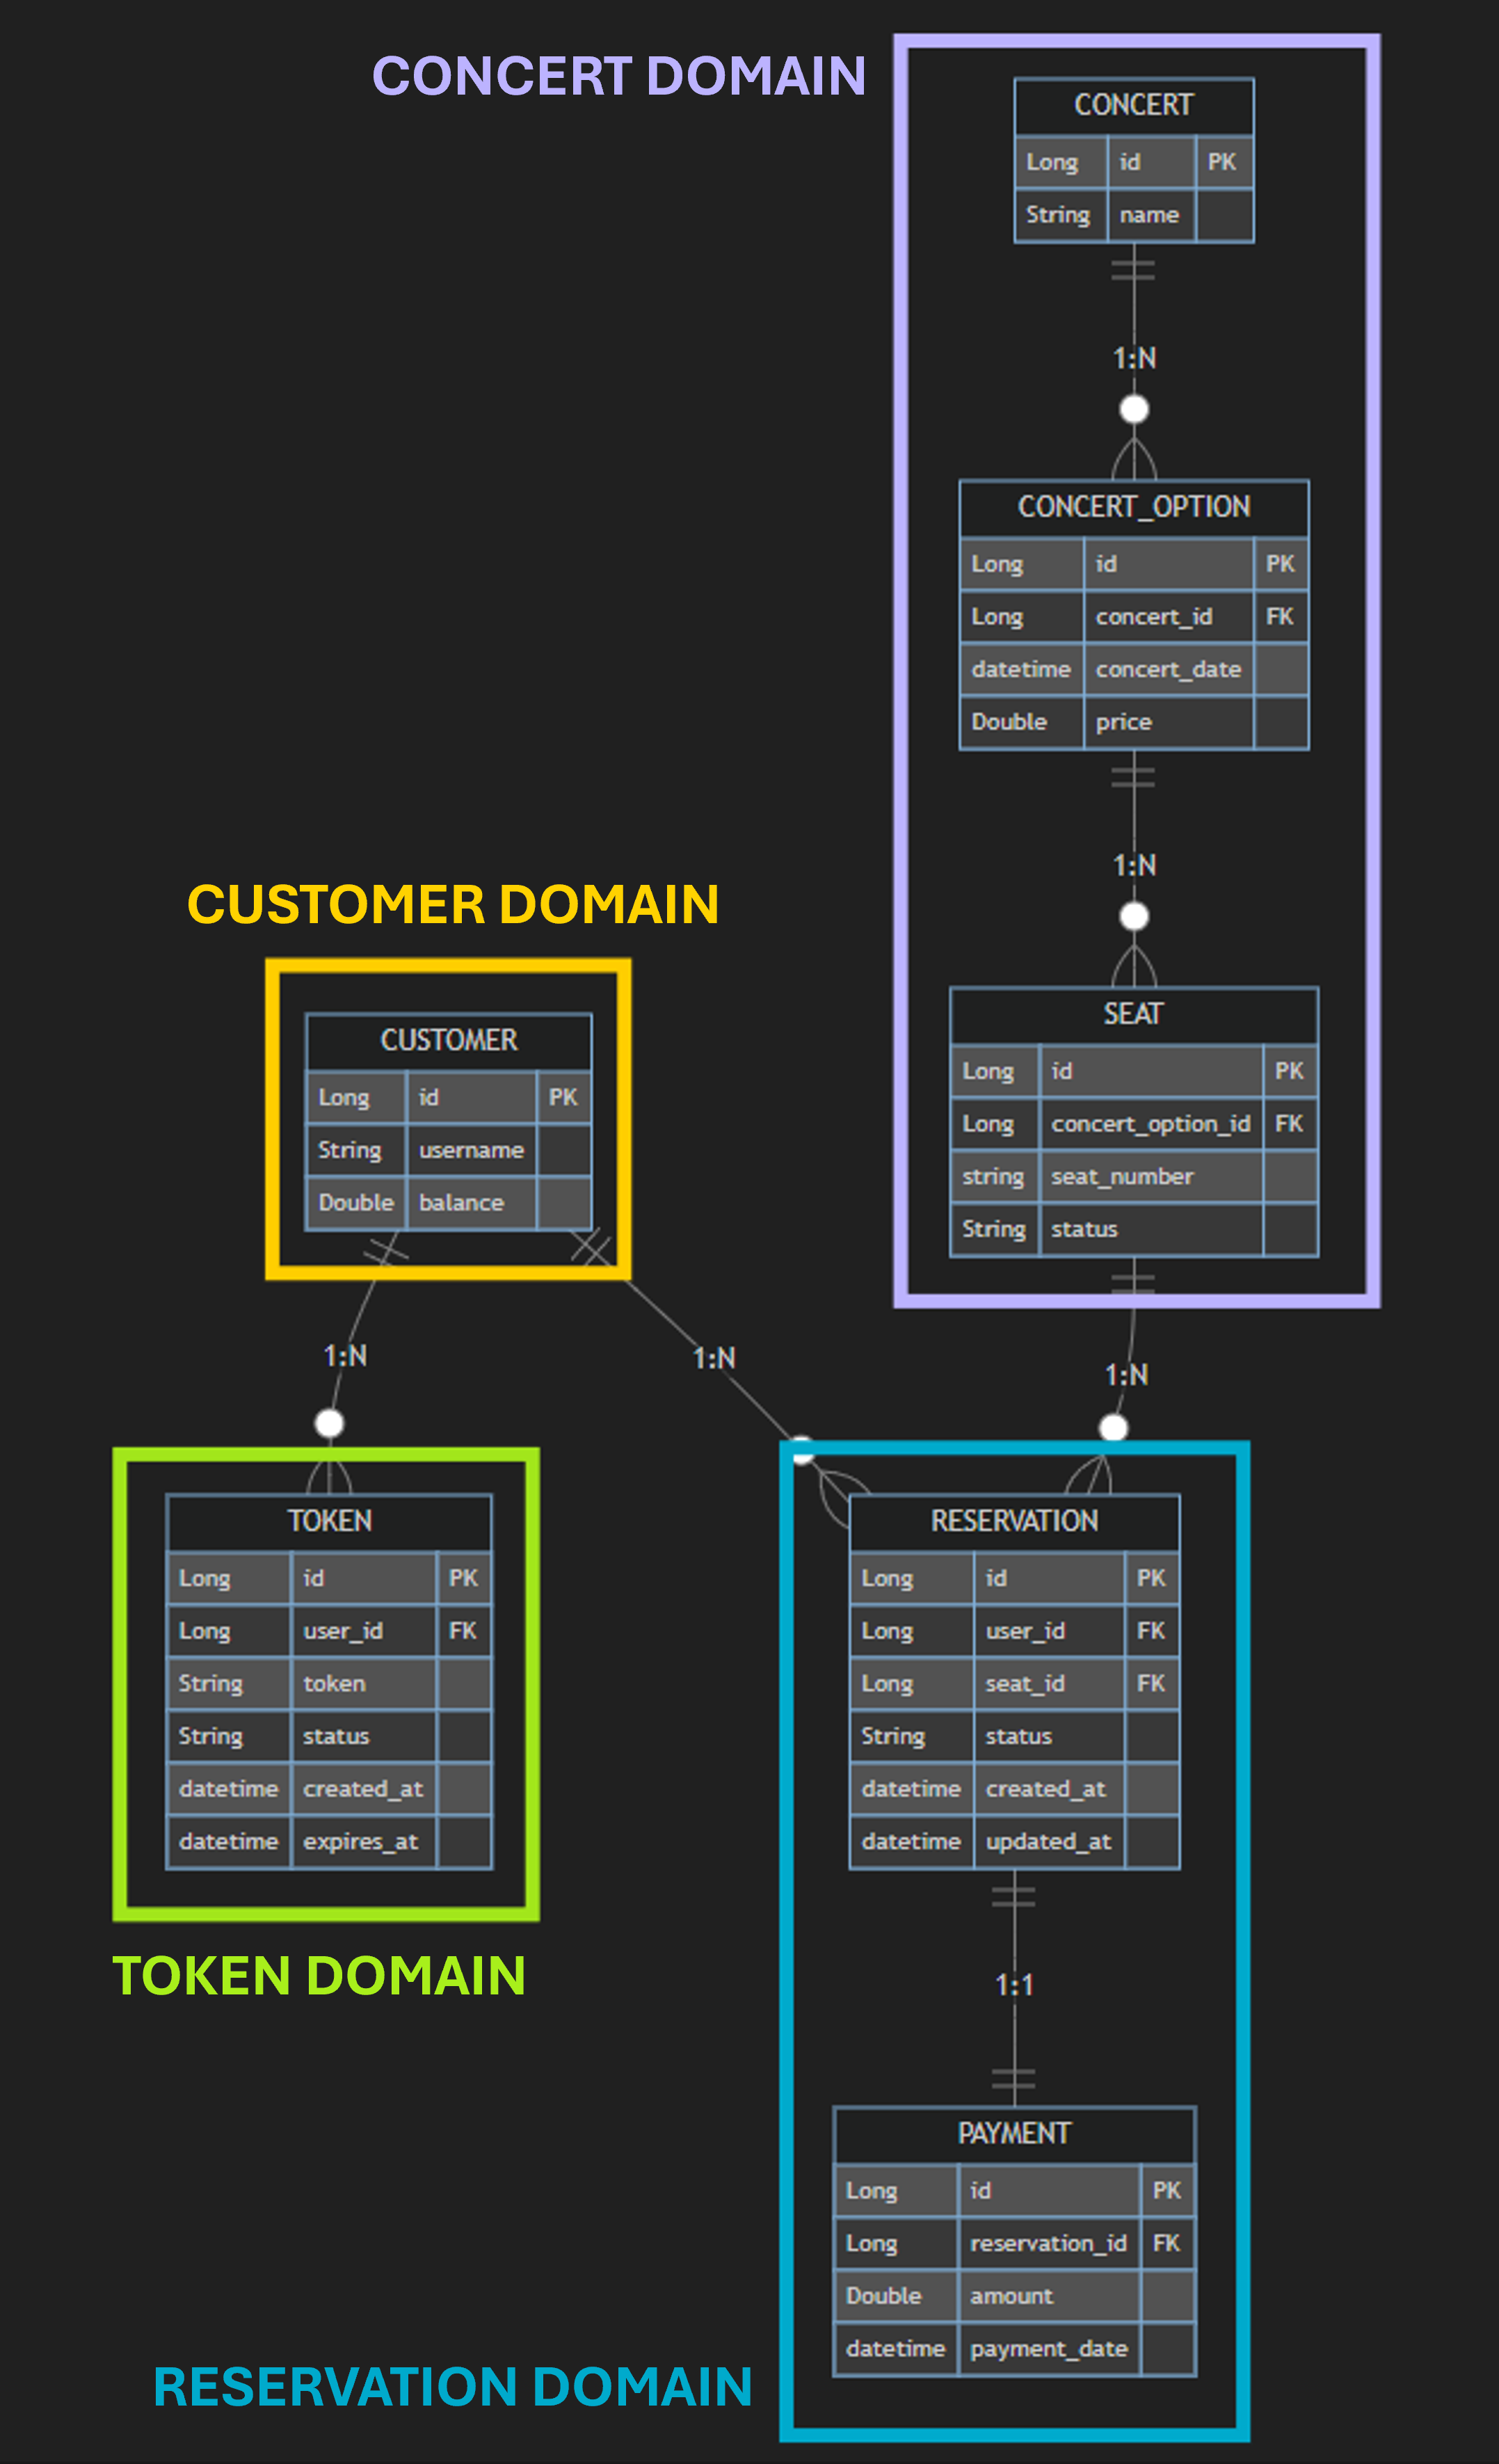 CONCERT DOMAIN
CONCERT
Long id PK
String name
1:N
CONCERT_OPTION
Long id PK
Long concert_id FK
datetime concert_date
Double price
1:N
SEAT
Long id PK
Long concert_option_id FK
string seat_number
String status
1:N
CUSTOMER DOMAIN
CUSTOMER
Long id PK
String username
Double balance
1:N
1:N
TOKEN
Long id PK
Long user_id FK
String token
String status
datetime created_at
datetime expires_at
TOKEN DOMAIN
RESERVATION
Long id PK
Long user_id FK
Long seat_id FK
String status
datetime created_at
datetime updated_at
1:1
PAYMENT
Long id PK
Long reservation_id FK
Double amount
datetime payment_date
RESERVATION DOMAIN